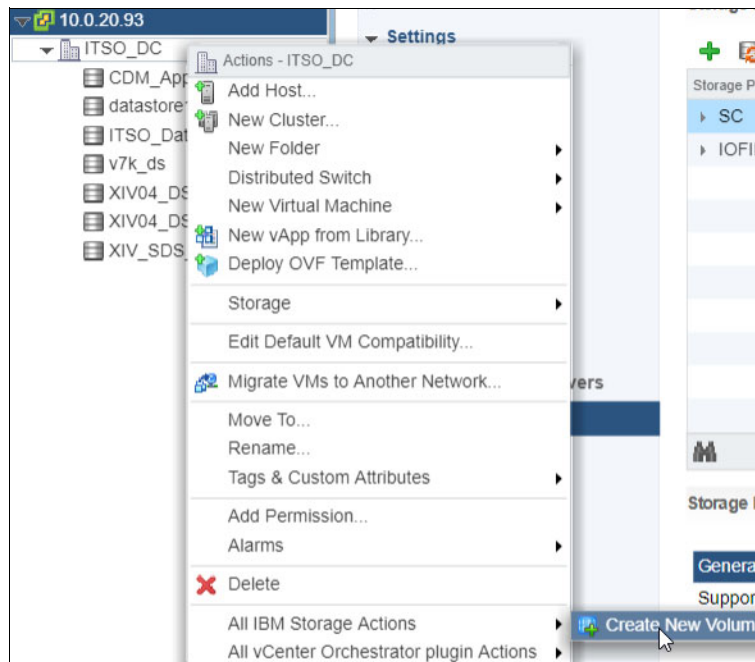 10.0.20.93
ITSO_DC
CDM_App
datastore
ITSO_Dat
v7k_ds
XIV04_DS
XIV04_DS
XIV_SDS_
Settings
Actions - ITSO_DC
Add Host...
New Cluster...
New Folder
Distributed Switch
New Virtual Machine
New vApp from Library...
Deploy OVF Template...
Storage
Edit Default VM Compatibility...
Migrate VMs to Another Network...
Move To...
Rename...
Tags & Custom Attributes
Add Permission...
Alarms
Delete
All IBM Storage Actions
All vCenter Orchestrator plugin Actions
Create New Volum
vers
Storage P
SC
IOFI
Storage
Genera
Suppor